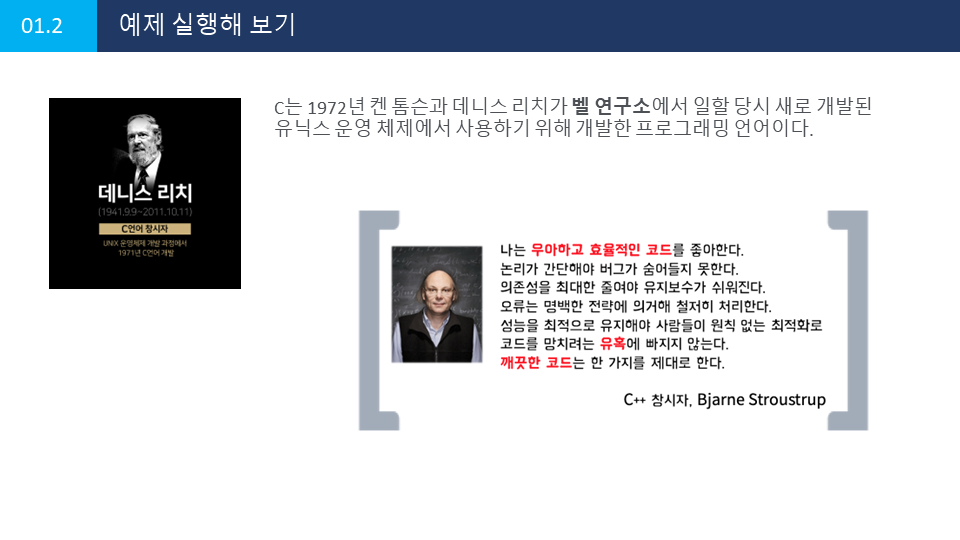 01.2
예제 실행해 보기
C는 1972년 켄 톰슨과 데니스 리치가 벨 연구소에서 일할 당시 새로 개발된
유닉스 운영 체제에서 사용하기 위해 개발한 프로그래밍 언어이다.
데니스 리치
(1941.9.9~2011.10.11)
C언어 창시자
UNIX 운영체제 개발 과정에서
1971년 C언어 개발
나는 우아하고 효율적인 코드를 좋아한다.
논리가 간단해야 버그가 숨어들지 못한다.
의존성을 최대한 줄여야 유지보수가 쉬워진다.
오류는 명백한 전략에 의거해 철저히 처리한다.
성능을 최적으로 유지해야 사람들이 원칙 없는 최적화로
코드를 망치려는 유혹에 빠지지 않는다.
깨끗한 코드는 한 가지를 제대로 한다.
C++ 창시자, Bjarne Stroustrup